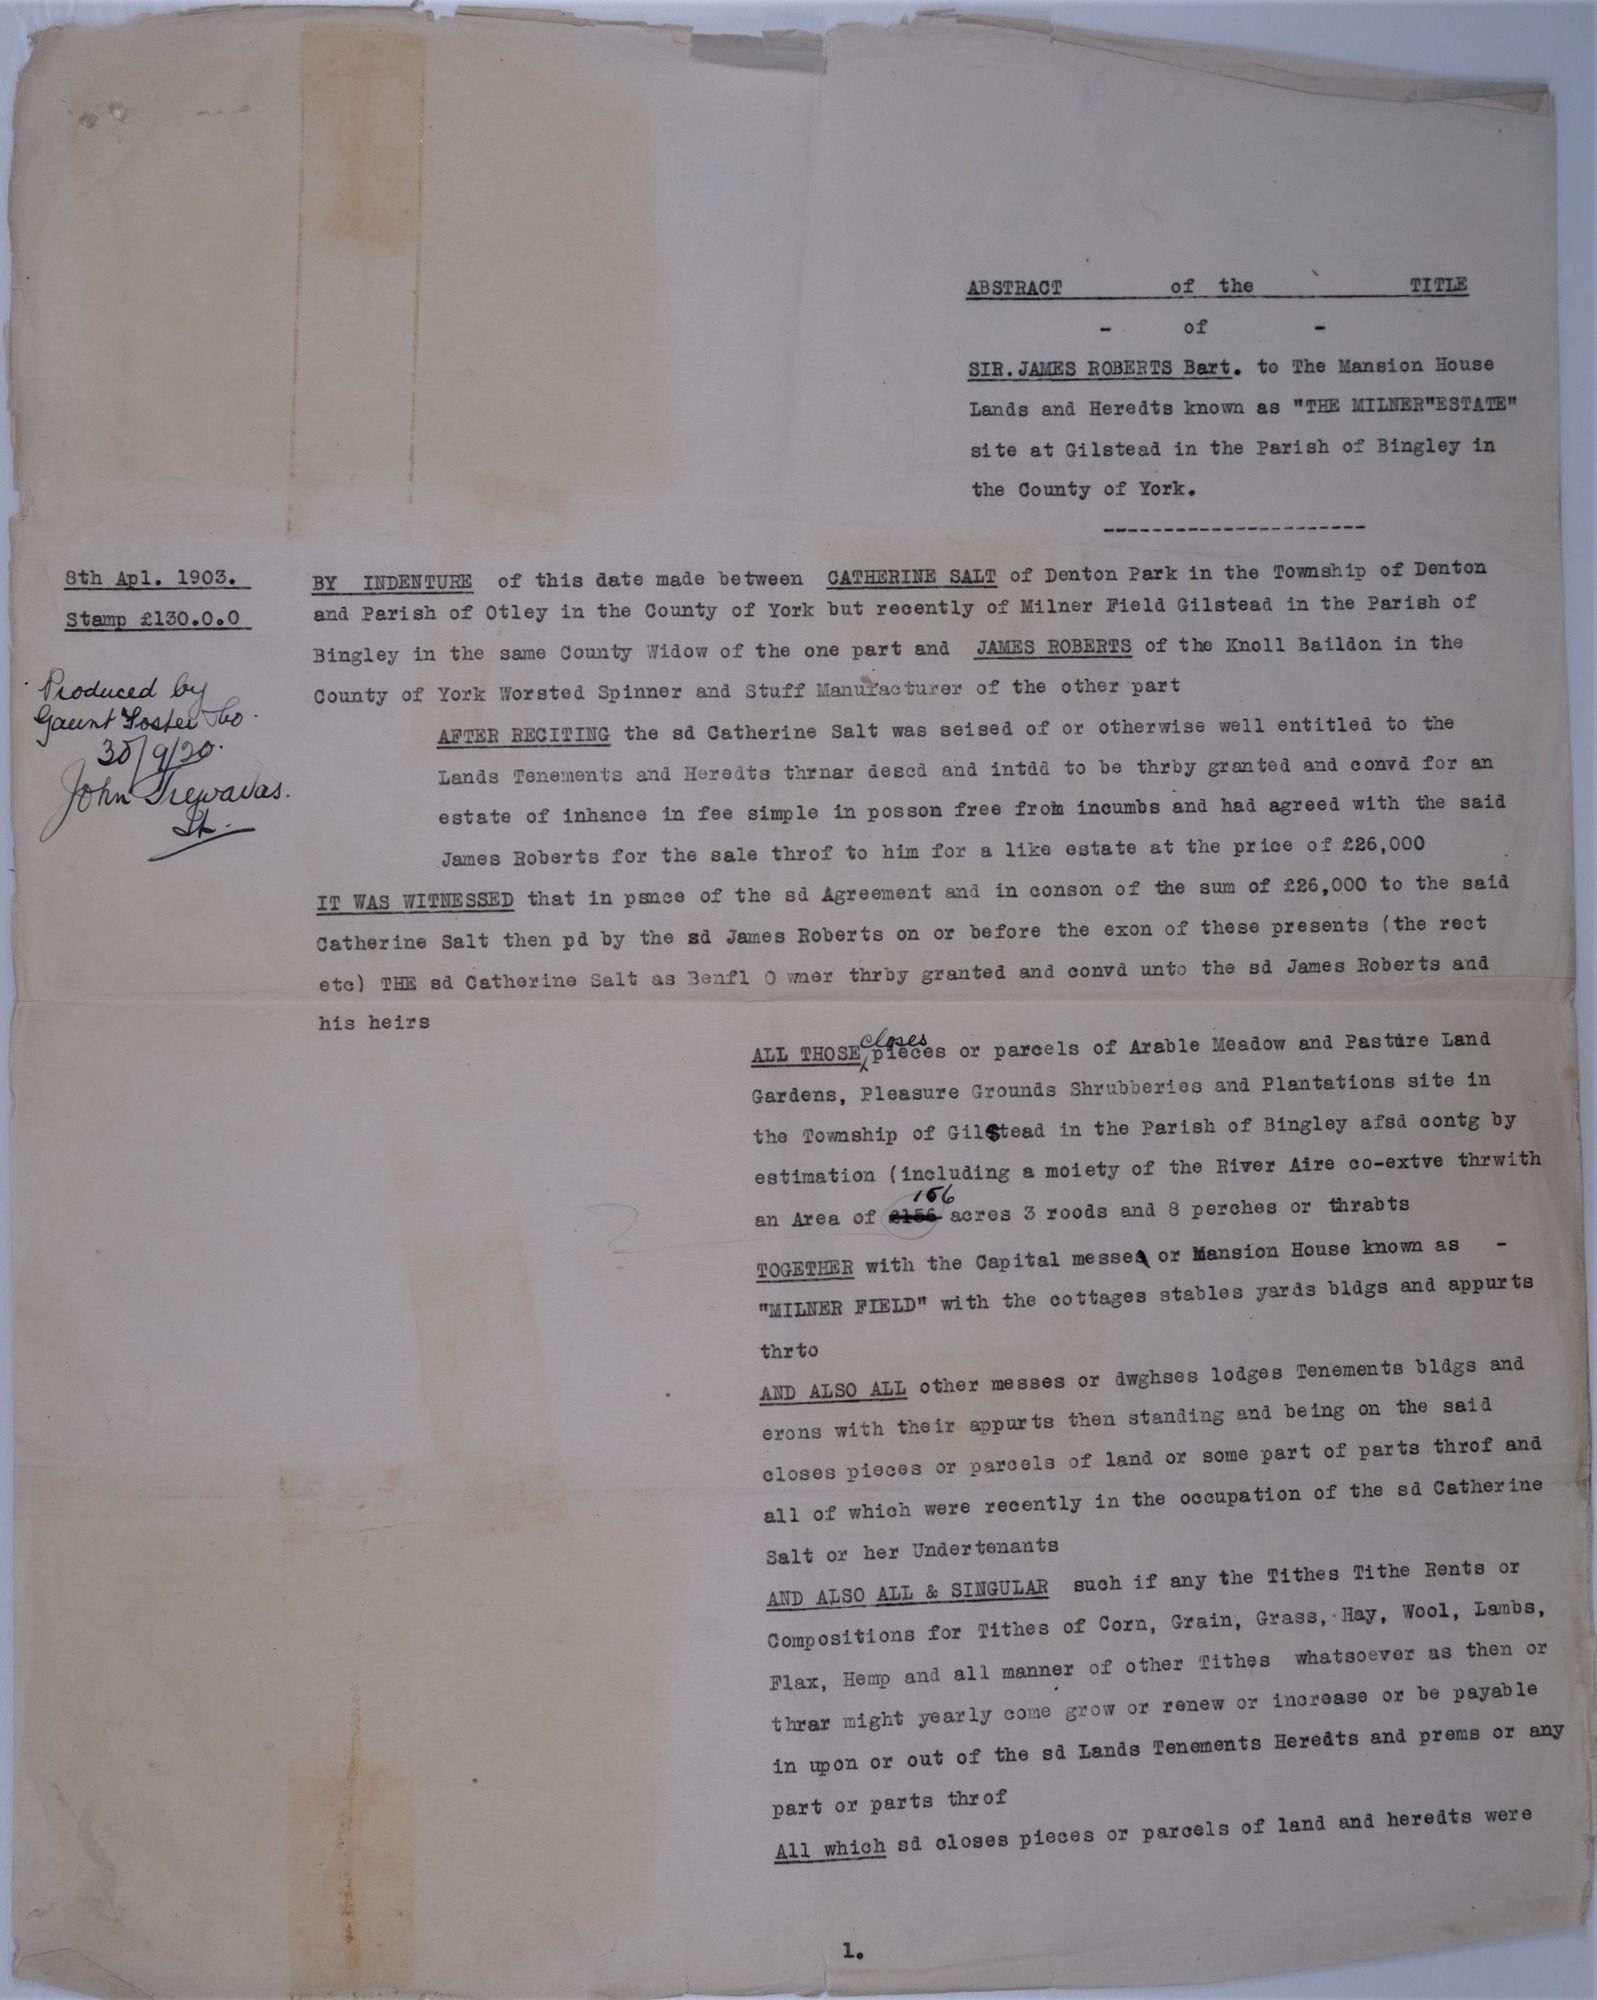 ABSTRACT of the TITLE
- of -
SIR.JAMES ROBERTS Bart. to The Mansion House
Lands and Heredts known as "THE MILNER"ESTATE"
site at Gilstead in the Parish of Bingley in
the County of York.
---------------------
8th Apl. 1903.
Stamp £130.0.0
Produced by
Gaunt Foster & Co.
30/9/20.
John Trewavas.
BY INDENTURE of this date made between CATHERINE SALT of Denton Park in the Township of Denton
and Parish of Otley in the County of York but recently of Milner Field Gilstead in the Parish of
Bingley in the same County Widow of the one part and JAMES ROBERTS of the Knoll Baildon in the
County of York Worsted Spinner and Stuff Manufacturer of the other part
AFTER RECITING the sd Catherine Salt was seised of or otherwise well entitled to the
Lands Tenements and Heredts thrnar descd and intdd to be thrby granted and convd for an
estate of inhance in fee simple in posson free from incumbs and had agreed with the said
James Roberts for the sale throf to him for a like estate at the price of £26,000
IT WAS WITNESSED that in psnce of the sd Agreement and in conson of the sum of £26,000 to the said
Catherine Salt then pd by the sd James Roberts on or before the exon of these presents (the rect
etc) THE sd Catherine Salt as Benfl O wner thrby granted and convd unto the sd James Roberts and
his heirs
ALL THOSE closes pieces or parcels of Arable Meadow and Pasture Land
Gardens, Pleasure Grounds Shrubberies and Plantations site in
the Township of Gilstead in the Parish of Bingley afsd contg by
estimation (including a moiety of the River Aire co-extve thrwith
an Area of 156 acres 3 roods and 8 perches or thrabts
TOGETHER with the Capital messe or Mansion House known as -
"MILNER FIELD" with the cottages stables yards bldgs and appurts
thrto
AND ALSO ALL other messes or dwghses lodges Tenements bldgs and
erons with their appurts then standing and being on the said
closes pieces or parcels of land or some part of parts throf and
all of which were recently in the occupation of the sd Catherine
Salt or her Undertenants
AND ALSO ALL & SINGULAR such if any the Tithes Tithe Rents or
Compositions for Tithes of Corn, Grain, Grass, Hay, Wool, Lambs,
Flax, Hemp and all manner of other Tithes whatsoever as then or
thrar might yearly come grow or renew or increase or be payable
in upon or out of the sd Lands Tenements Heredts and prems or any
part or parts throf
All which sd closes pieces or parcels of land and heredts were
1.